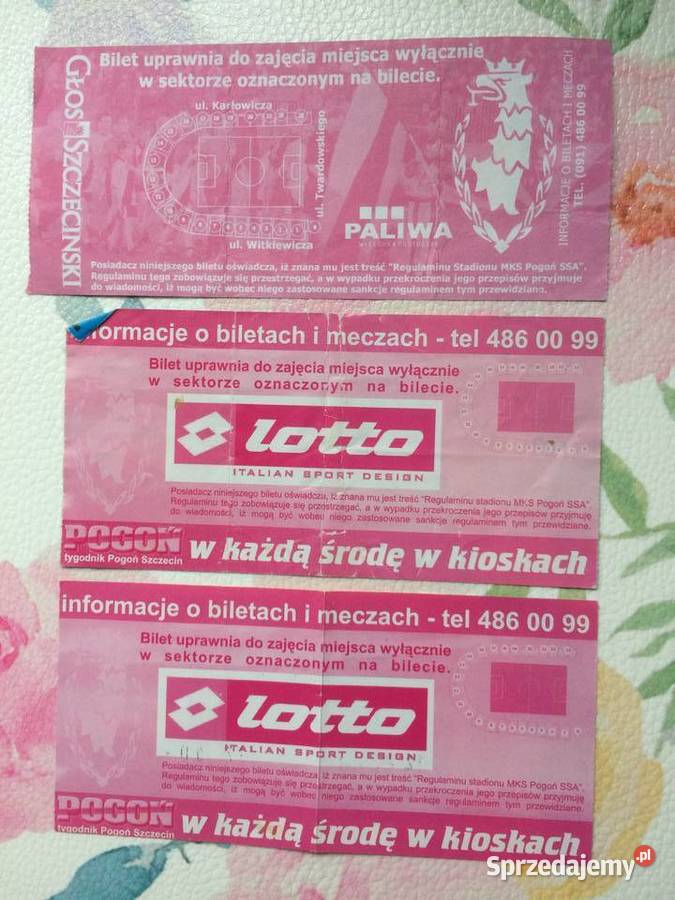 Bilet uprawnia do zajęcia miejsca wyłącznie
w sektorze oznaczonym na bilecie.
GŁOS SZCZECIŃSKI
ul. Karłowicza
ul. Twardowskiego
ul. Witkiewicza
PALIWA
INFORMACJE O BILETACH I MECZACH
TEL. (091) 486 00 99
Posiadacz niniejszego biletu oświadcza, iż znana mu jest treść "Regulaminu Stadionu MKS Pogoń SSA".
Regulaminu tego zobowiązuje się przestrzegać, a w wypadku przekroczenia jego przepisów przyjmuje
do wiadomości, iż mogą być wobec niego zastosowane sankcje regulaminem tym przewidziane.
nformacje o biletach i meczach - tel 486 00 99
Bilet uprawnia do zajęcia miejsca wyłącznie
w sektorze oznaczonym na bilecie.
lotto
ITALIAN SPORT DESIGN
Posiadacz niniejszego biletu oświadcza, iż znana mu jest treść "Regulaminu stadionu MKS Pogoń SSA".
Regulaminu tego zobowiązuje się przestrzegać, a w wypadku przekroczenia jego przepisów przyjmuję
do wiadomości, iż mogą być wobec niego zastosowane sankcje regulaminem tym przewidziane.
POGOŃ
tygodnik Pogoń Szczecin
w każdą środę w kioskach
informacje o biletach i meczach - tel 486 00 99
Bilet uprawnia do zajęcia miejsca wyłącznie
w sektorze oznaczonym na bilecie.
lotto
ITALIAN SPORT DESIGN
Posiadacz niniejszego biletu oświadcza, iż znana mu jest treść "Regulaminu stadionu MKS Pogoń SSA".
Regulaminu tego zobowiązuje się przestrzegać, a w wypadku przekroczenia jego przepisów przyjmuję
do wiadomości, iż mogą być wobec niego zastosowane sankcje regulaminem tym przewidziane.
POGOŃ
tygodnik Pogoń Szczecin
w każdą środę w kioskach
Sprzedajemy.pl